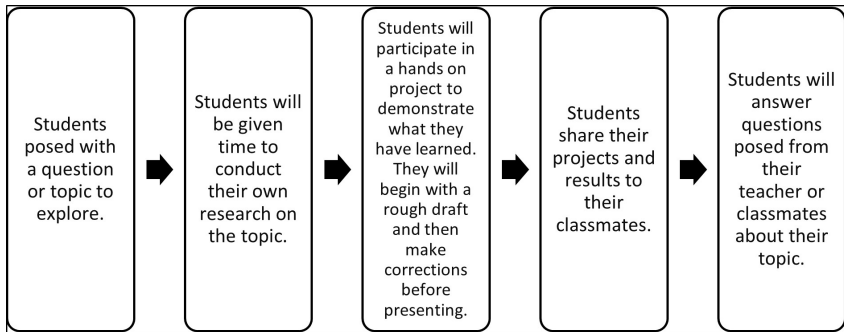 Students
posed with
a question
or topic to
explore.
Students will
be given
time to
conduct
their own
research on
the topic.
Students will
participate in
a hands on
project to
demonstrate
what they
have learned.
They will
begin with a
rough draft
and then
make
corrections
before
presenting.
Students
share their
projects and
results to
their
classmates.
Students will
answer
questions
posed from
their
teacher or
classmates
about their
topic.